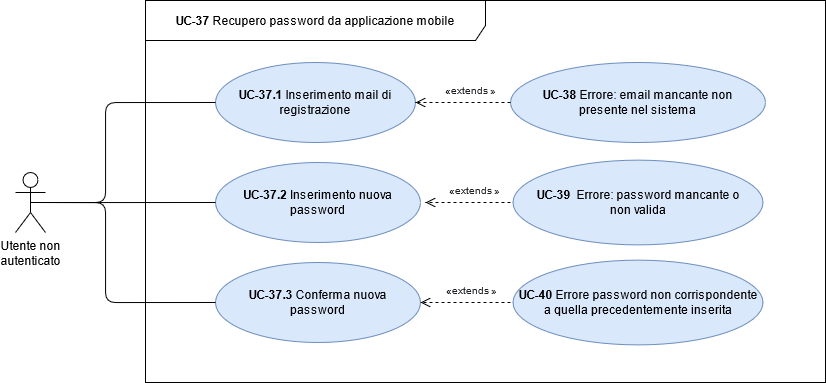 UC-37 Recupero password da applicazione mobile
UC-37.1 Inserimento mail di
registrazione
«extends »
UC-38 Errore: email mancante non
presente nel sistema
UC-37.2 Inserimento nuova
password
«extends »
UC-39 Errore: password mancante o
non valida
Utente non
autenticato
UC-37.3 Conferma nuova
password
«extends »
UC-40 Errore password non corrispondente
a quella precedentemente inserita